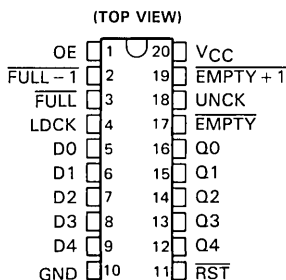 (TOP VIEW)
OE 1 20 VCC
FULL – 1 2 19 EMPTY + 1
FULL 3 18 UNCK
LDCK 4 17 EMPTY
D0 5 16 Q0
D1 6 15 Q1
D2 7 14 Q2
D3 8 13 Q3
D4 9 12 Q4
GND 10 11 RST